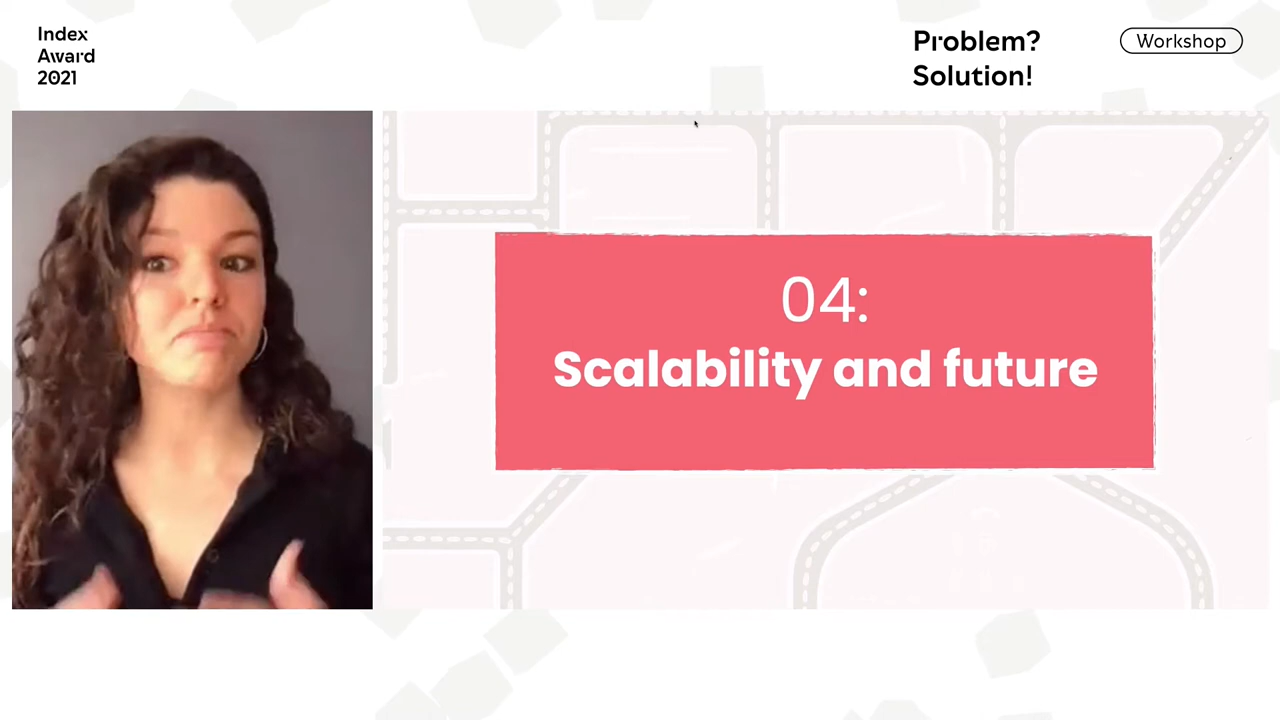 Index
Award
2021
Problem?
Solution!
Workshop
04:
Scalability and future